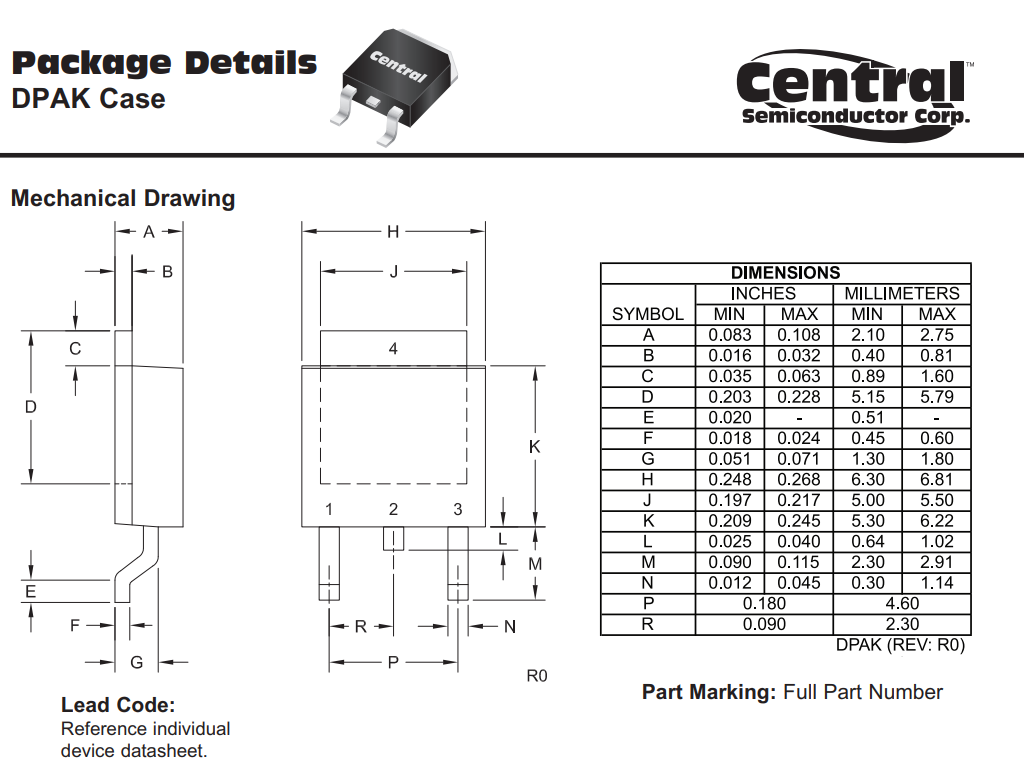 Package Details
DPAK Case
Central
Central™
Semiconductor Corp.
Mechanical Drawing
A
B
C
D
E
F
G
H
J
4
K
1 2 3
L
M
R
N
P
R0
DIMENSIONS
INCHES MILLIMETERS
SYMBOL MIN MAX MIN MAX
A 0.083 0.108 2.10 2.75
B 0.016 0.032 0.40 0.81
C 0.035 0.063 0.89 1.60
D 0.203 0.228 5.15 5.79
E 0.020 - 0.51 -
F 0.018 0.024 0.45 0.60
G 0.051 0.071 1.30 1.80
H 0.248 0.268 6.30 6.81
J 0.197 0.217 5.00 5.50
K 0.209 0.245 5.30 6.22
L 0.025 0.040 0.64 1.02
M 0.090 0.115 2.30 2.91
N 0.012 0.045 0.30 1.14
P 0.180 4.60
R 0.090 2.30
DPAK (REV: R0)
Part Marking: Full Part Number
Lead Code:
Reference individual
device datasheet.